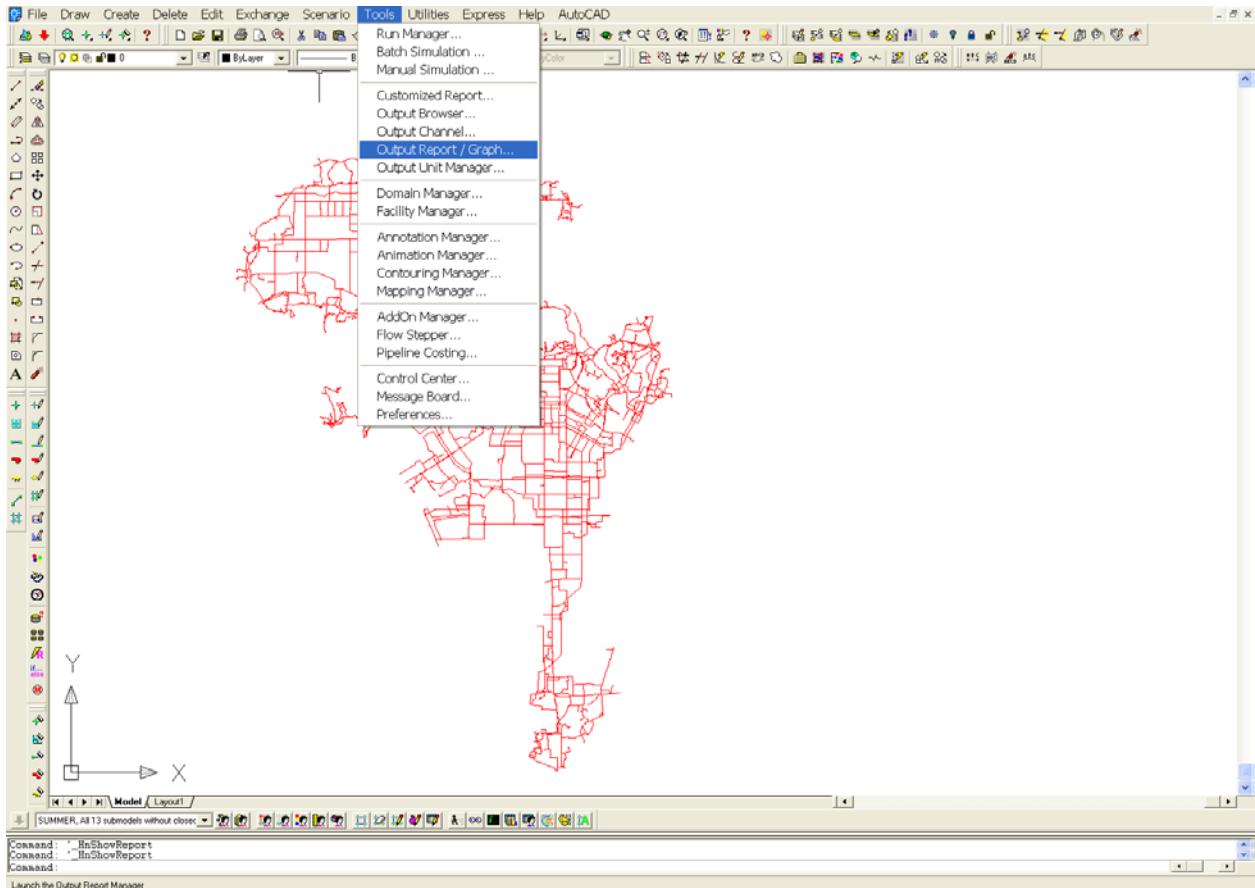 File Draw Create Delete Edit Exchange Scenario Tools Utilities Express Help AutoCAD
0 ByLayer
Run Manager...
Batch Simulation ...
Manual Simulation ...
Customized Report...
Output Browser...
Output Channel...
Output Report / Graph...
Output Unit Manager...
Domain Manager...
Facility Manager...
Annotation Manager...
Animation Manager...
Contouring Manager...
Mapping Manager...
AddOn Manager...
Flow Stepper...
Pipeline Costing...
Control Center...
Message Board...
Preferences...
Y
X
Model Layout1
SUMMER, All 13 submodels without closec
Command: '_HnShowReport
Command: '_HnShowReport
Command:
Launch the Output Report Manager